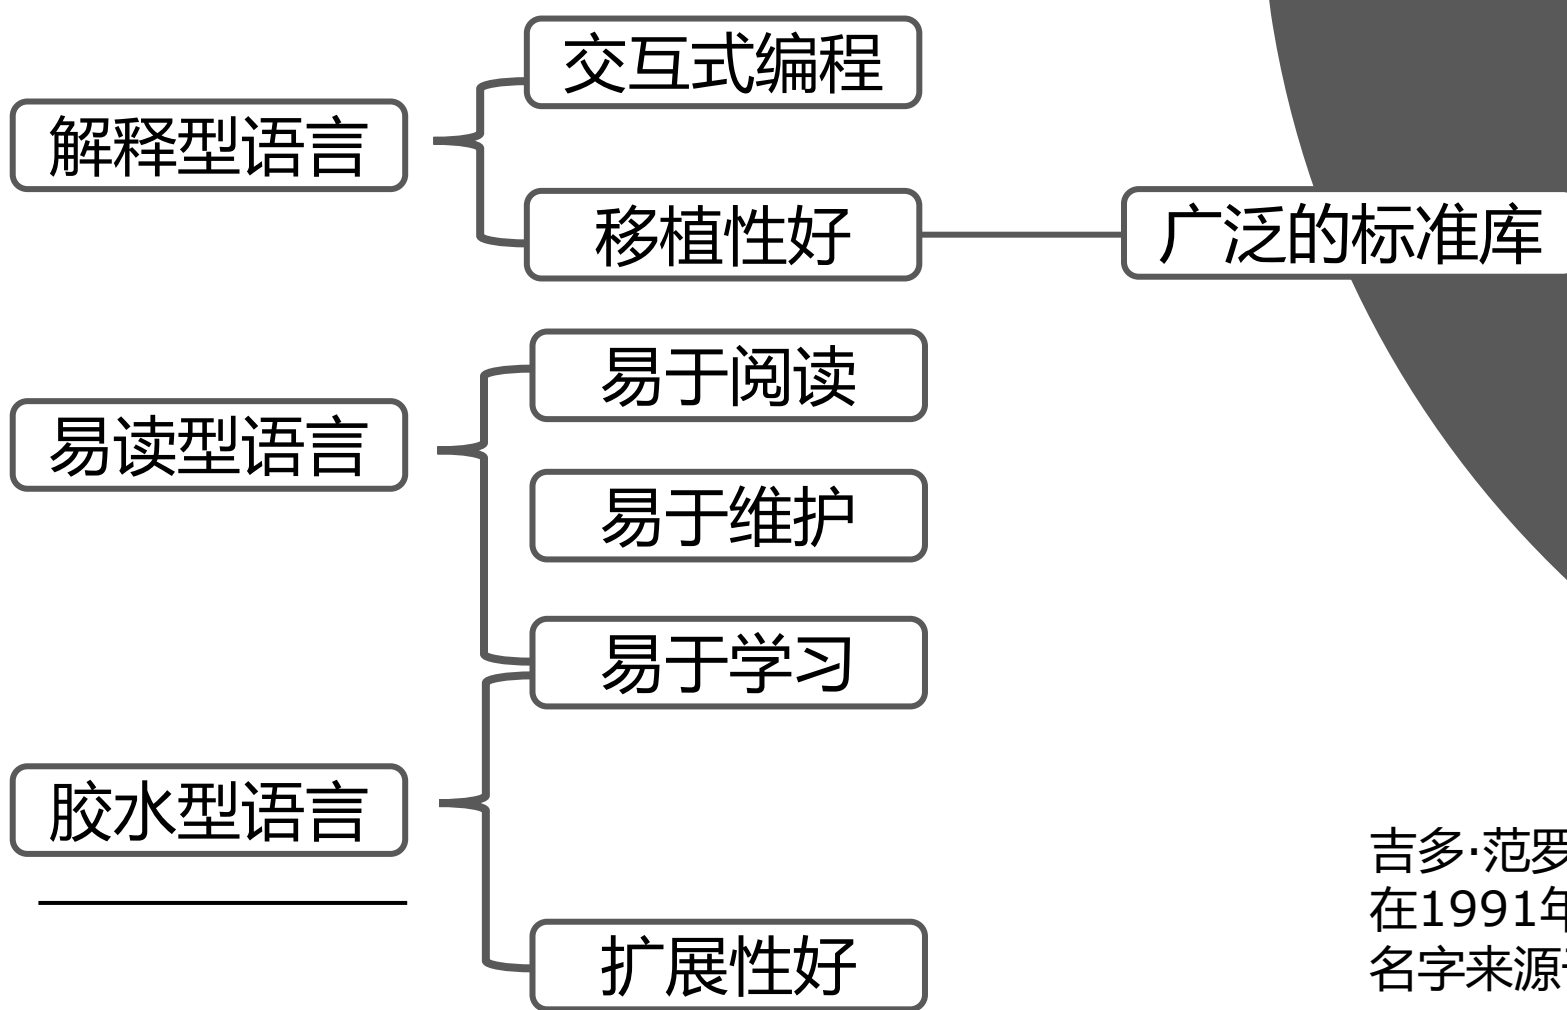 交互式编程
解释型语言
移植性好
广泛的标准库
易于阅读
易读型语言
易于维护
易于学习
胶水型语言
扩展性好
吉多·范罗
在1991年
名字来源